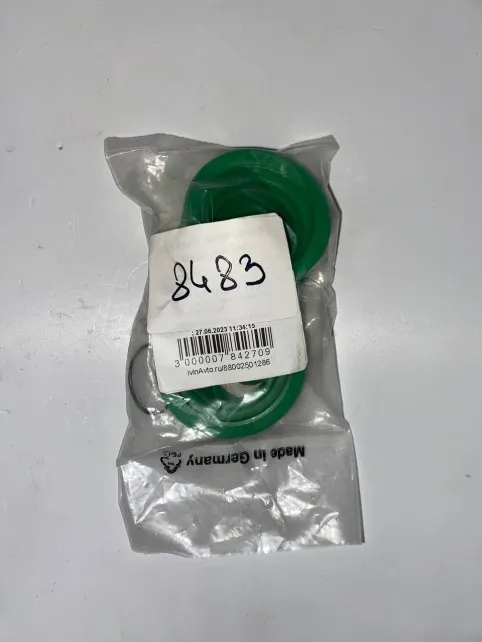 8483
: 27.06.2023 11:34:15
3 000007 842709
ivinAvto.ru/88002501286
Made in Germany